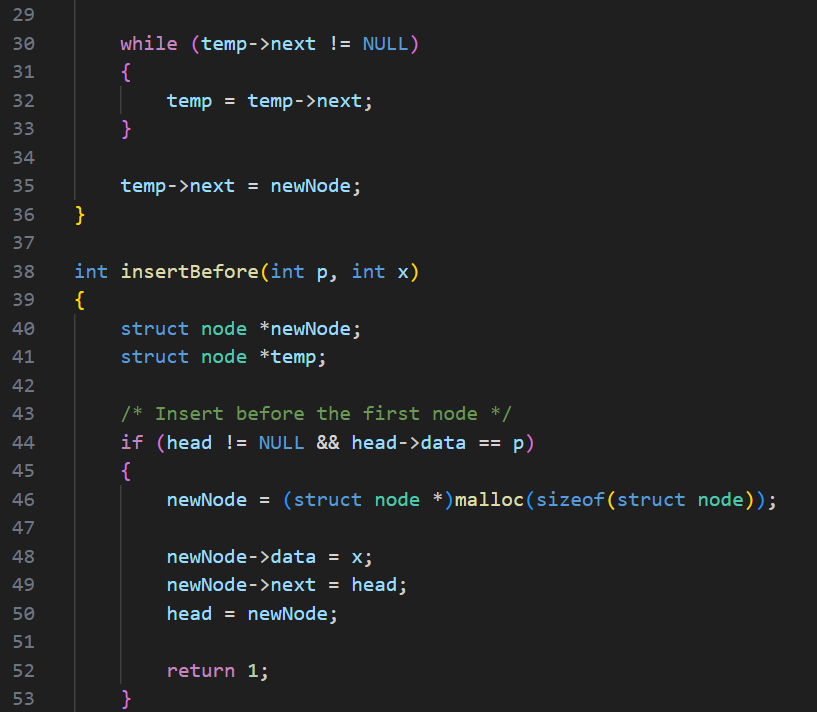 29
30 while (temp->next != NULL)
31 {
32 temp = temp->next;
33 }
34
35 temp->next = newNode;
36 }
37
38 int insertBefore(int p, int x)
39 {
40 struct node *newNode;
41 struct node *temp;
42
43 /* Insert before the first node */
44 if (head != NULL && head->data == p)
45 {
46 newNode = (struct node *)malloc(sizeof(struct node));
47
48 newNode->data = x;
49 newNode->next = head;
50 head = newNode;
51
52 return 1;
53 }